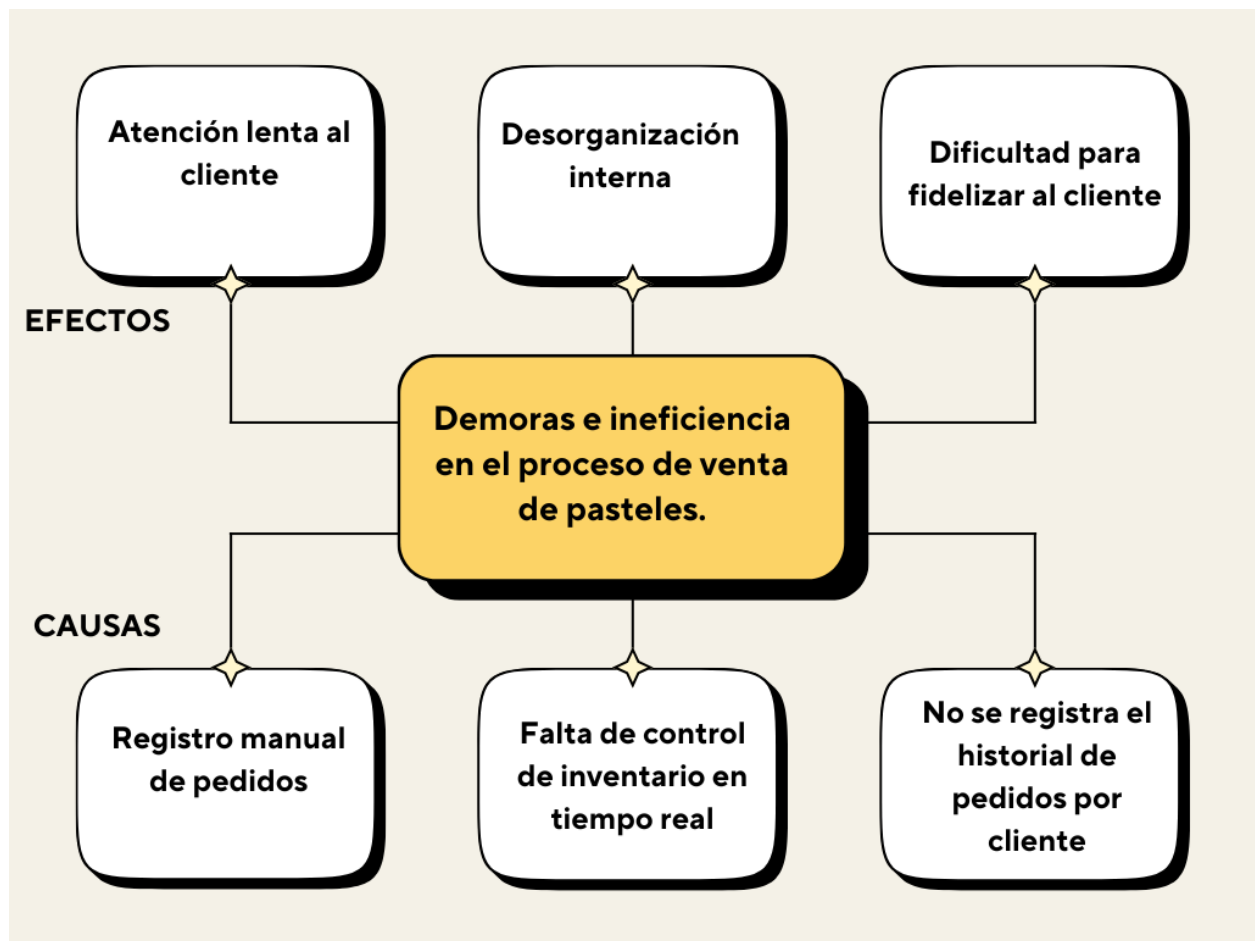 Atención lenta al
cliente
Desorganización
interna
Dificultad para
fidelizar al cliente
EFECTOS
Demoras e ineficiencia
en el proceso de venta
de pasteles.
CAUSAS
Registro manual
de pedidos
Falta de control
de inventario en
tiempo real
No se registra el
historial de
pedidos por
cliente